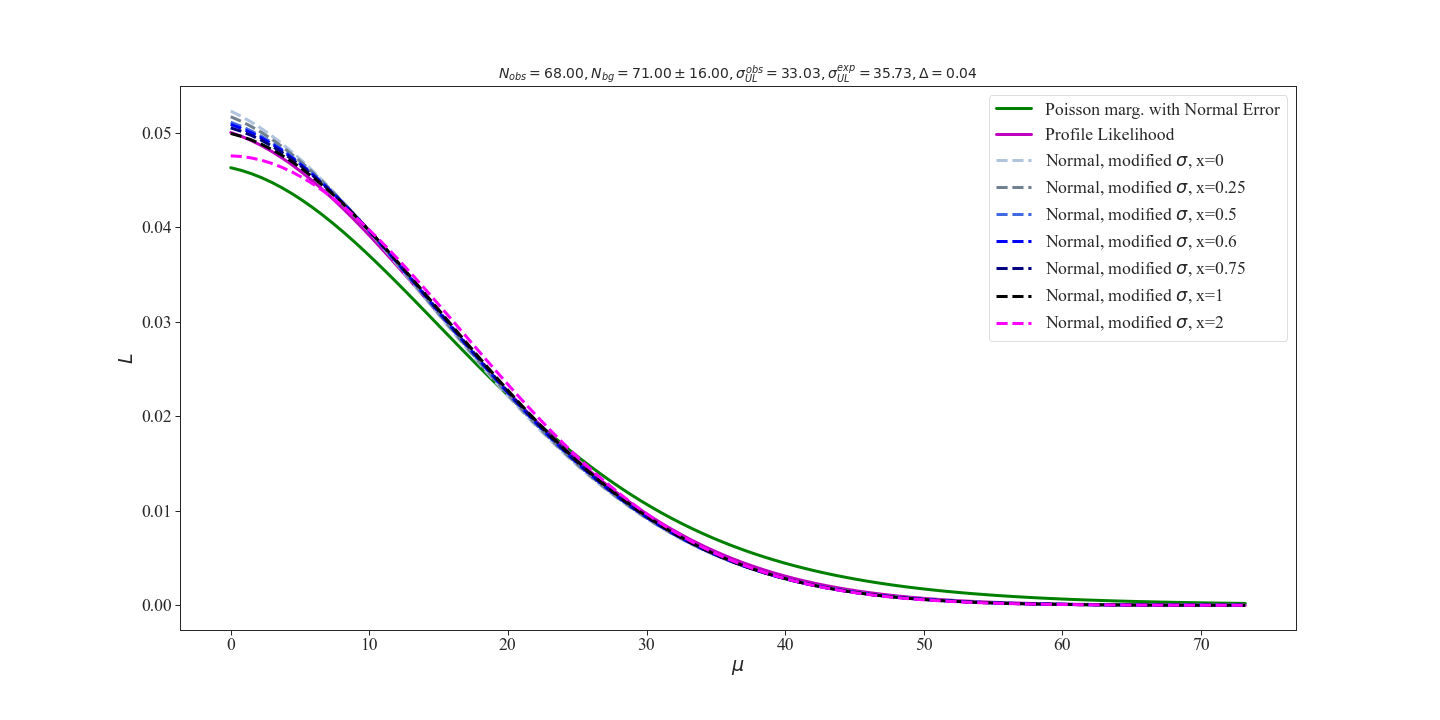 N_obs = 68.00, N_bg = 71.00 ± 16.00, σ_UL^obs = 33.03, σ_UL^exp = 35.73, Δ = 0.04
Poisson marg. with Normal Error
Profile Likelihood
Normal, modified σ, x=0
Normal, modified σ, x=0.25
Normal, modified σ, x=0.5
Normal, modified σ, x=0.6
Normal, modified σ, x=0.75
Normal, modified σ, x=1
Normal, modified σ, x=2
L
0.05
0.04
0.03
0.02
0.01
0.00
0 10 20 30 40 50 60 70
μ